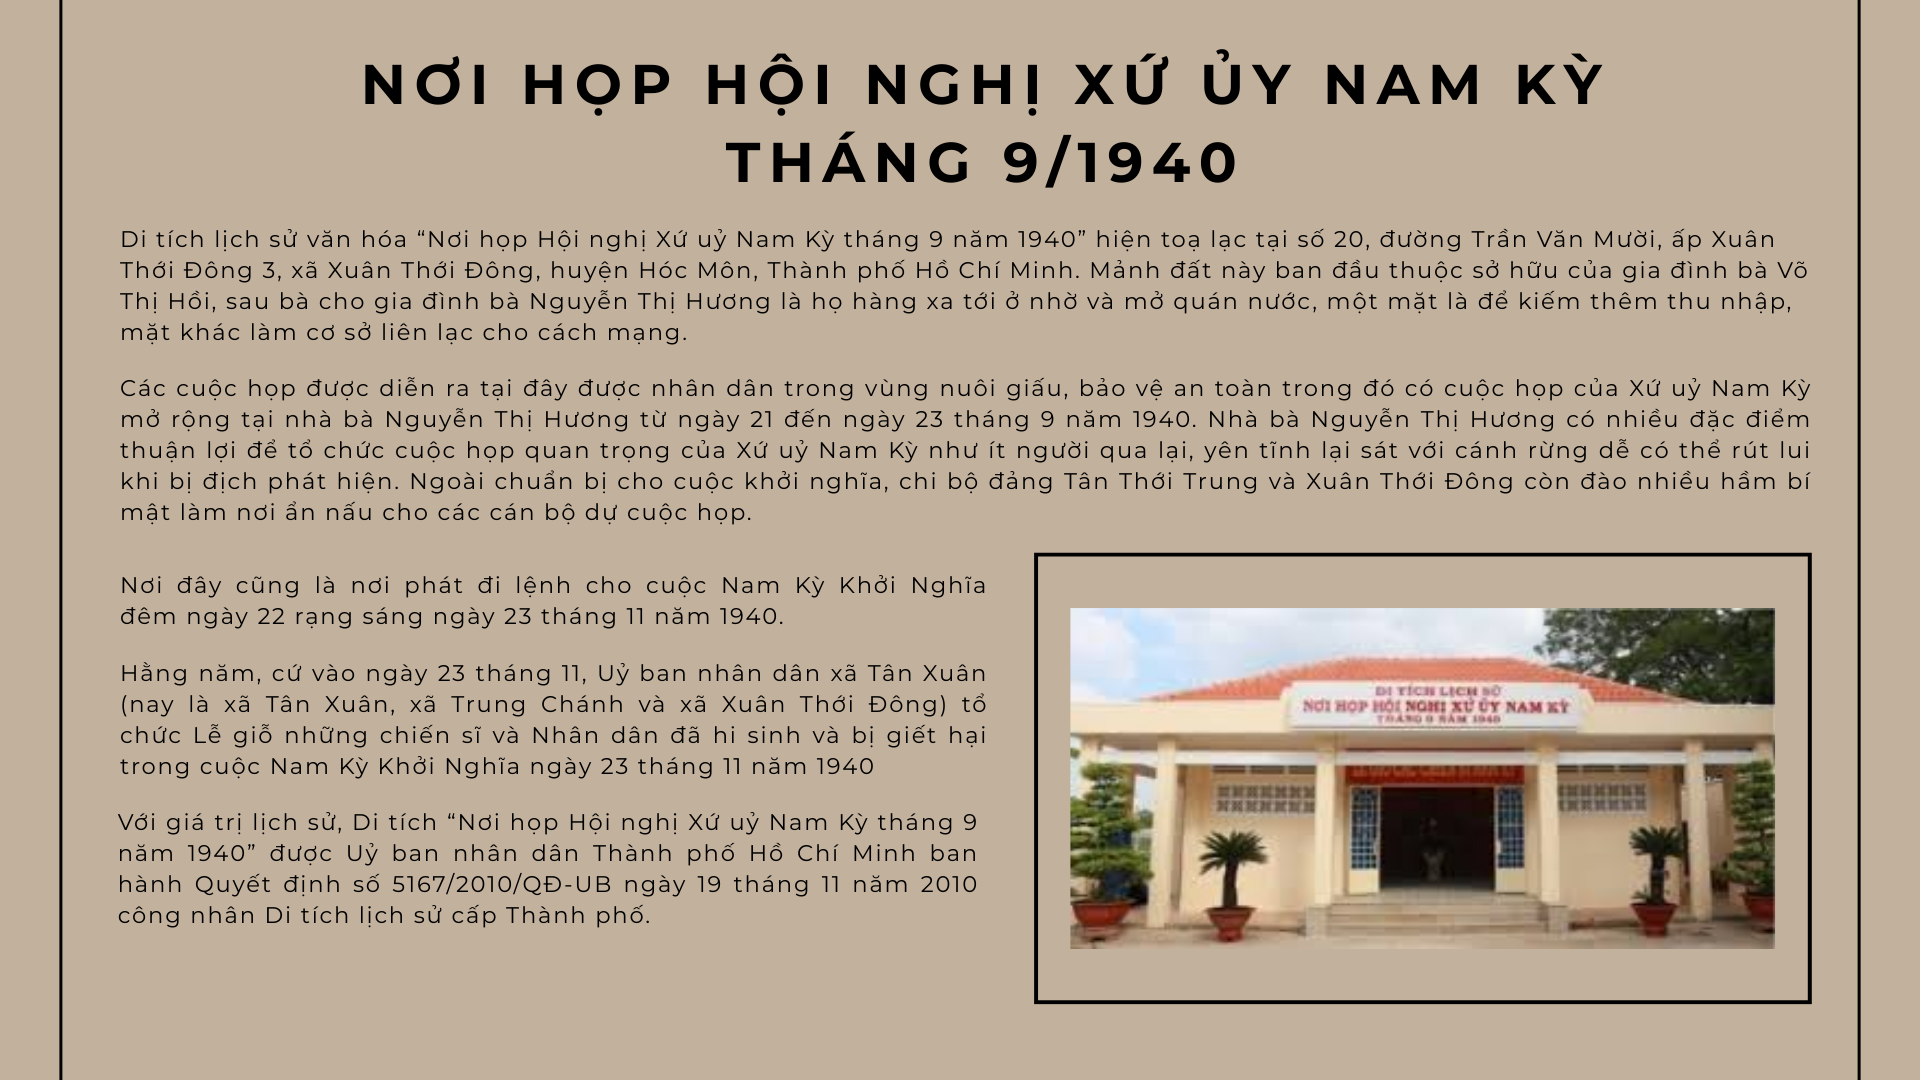 NƠI HỌP HỘI NGHỊ XỨ ỦY NAM KỲ
THÁNG 9/1940
Di tích lịch sử văn hóa “Nơi họp Hội nghị Xứ uỷ Nam Kỳ tháng 9 năm 1940” hiện toạ lạc tại số 20, đường Trần Văn Mười, ấp Xuân
Thới Đông 3, xã Xuân Thới Đông, huyện Hóc Môn, Thành phố Hồ Chí Minh. Mảnh đất này ban đầu thuộc sở hữu của gia đình bà Võ
Thị Hồi, sau bà cho gia đình bà Nguyễn Thị Hương là họ hàng xa tới ở nhờ và mở quán nước, một mặt là để kiếm thêm thu nhập,
mặt khác làm cơ sở liên lạc cho cách mạng.
Các cuộc họp được diễn ra tại đây được nhân dân trong vùng nuôi giấu, bảo vệ an toàn trong đó có cuộc họp của Xứ uỷ Nam Kỳ
mở rộng tại nhà bà Nguyễn Thị Hương từ ngày 21 đến ngày 23 tháng 9 năm 1940. Nhà bà Nguyễn Thị Hương có nhiều đặc điểm
thuận lợi để tổ chức cuộc họp quan trọng của Xứ uỷ Nam Kỳ như ít người qua lại, yên tĩnh lại sát với cánh rừng dễ có thể rút lui
khi bị địch phát hiện. Ngoài chuẩn bị cho cuộc khởi nghĩa, chi bộ đảng Tân Thới Trung và Xuân Thới Đông còn đào nhiều hầm bí
mật làm nơi ẩn nấu cho các cán bộ dự cuộc họp.
Nơi đây cũng là nơi phát đi lệnh cho cuộc Nam Kỳ Khởi Nghĩa
đêm ngày 22 rạng sáng ngày 23 tháng 11 năm 1940.
Hằng năm, cứ vào ngày 23 tháng 11, Uỷ ban nhân dân xã Tân Xuân
(nay là xã Tân Xuân, xã Trung Chánh và xã Xuân Thới Đông) tổ
chức Lễ giỗ những chiến sĩ và Nhân dân đã hi sinh và bị giết hại
trong cuộc Nam Kỳ Khởi Nghĩa ngày 23 tháng 11 năm 1940
Với giá trị lịch sử, Di tích “Nơi họp Hội nghị Xứ uỷ Nam Kỳ tháng 9
năm 1940” được Uỷ ban nhân dân Thành phố Hồ Chí Minh ban
hành Quyết định số 5167/2010/QĐ-UB ngày 19 tháng 11 năm 2010
công nhân Di tích lịch sử cấp Thành phố.
DI TÍCH LỊCH SỬ
NƠI HỌP HỘI NGHỊ XỨ ỦY NAM KỲ
THÁNG 9 NĂM 1940